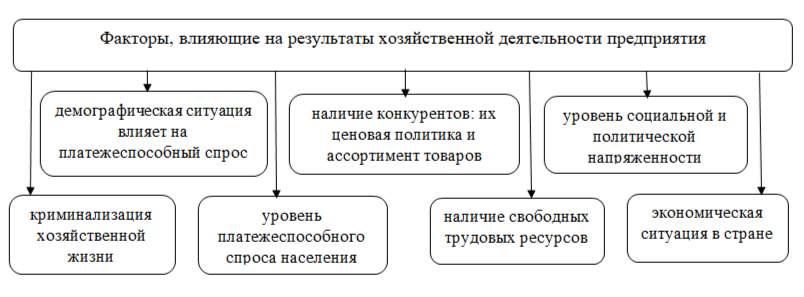 Факторы, влияющие на результаты хозяйственной деятельности предприятия
демографическая ситуация
влияет на
платежеспособный спрос
наличие конкурентов: их
ценовая политика и
ассортимент товаров
уровень социальной и
политической
напряженности
криминализация
хозяйственной
жизни
уровень
платежеспособного
спроса населения
наличие свободных
трудовых ресурсов
экономическая
ситуация в стране